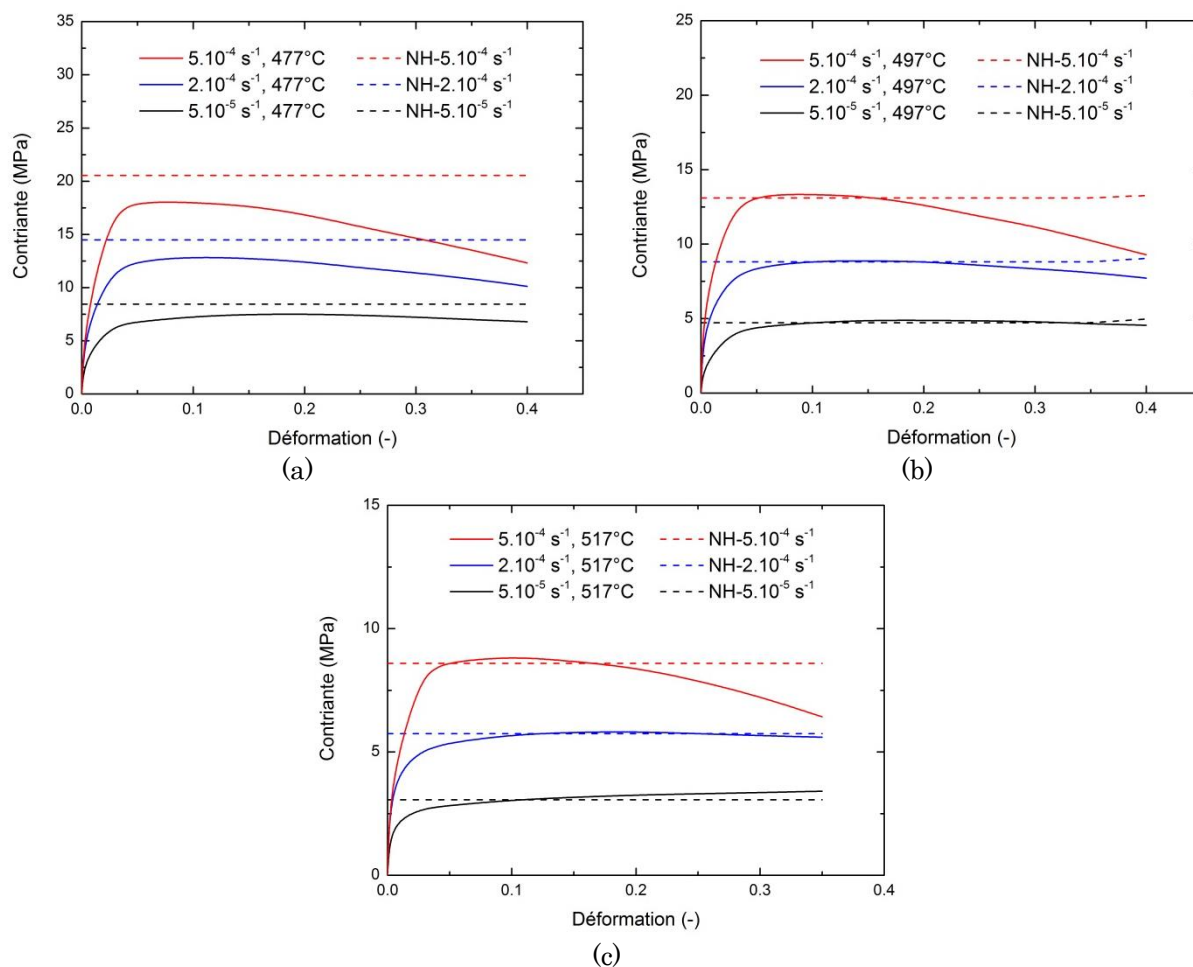 35
30
25
20
15
10
5
0
Contriante (MPa)
5.10⁻⁴ s⁻¹, 477°C NH-5.10⁻⁴ s⁻¹
2.10⁻⁴ s⁻¹, 477°C NH-2.10⁻⁴ s⁻¹
5.10⁻⁵ s⁻¹, 477°C NH-5.10⁻⁵ s⁻¹
0.0 0.1 0.2 0.3 0.4
Déformation (-)
(a)
25
20
15
10
5
0
Contriante (MPa)
5.10⁻⁴ s⁻¹, 497°C NH-5.10⁻⁴ s⁻¹
2.10⁻⁴ s⁻¹, 497°C NH-2.10⁻⁴ s⁻¹
5.10⁻⁵ s⁻¹, 497°C NH-5.10⁻⁵ s⁻¹
0.0 0.1 0.2 0.3 0.4
Déformation (-)
(b)
15
10
5
0
Contriante (MPa)
5.10⁻⁴ s⁻¹, 517°C NH-5.10⁻⁴ s⁻¹
2.10⁻⁴ s⁻¹, 517°C NH-2.10⁻⁴ s⁻¹
5.10⁻⁵ s⁻¹, 517°C NH-5.10⁻⁵ s⁻¹
0.0 0.1 0.2 0.3 0.4
Déformation (-)
(c)